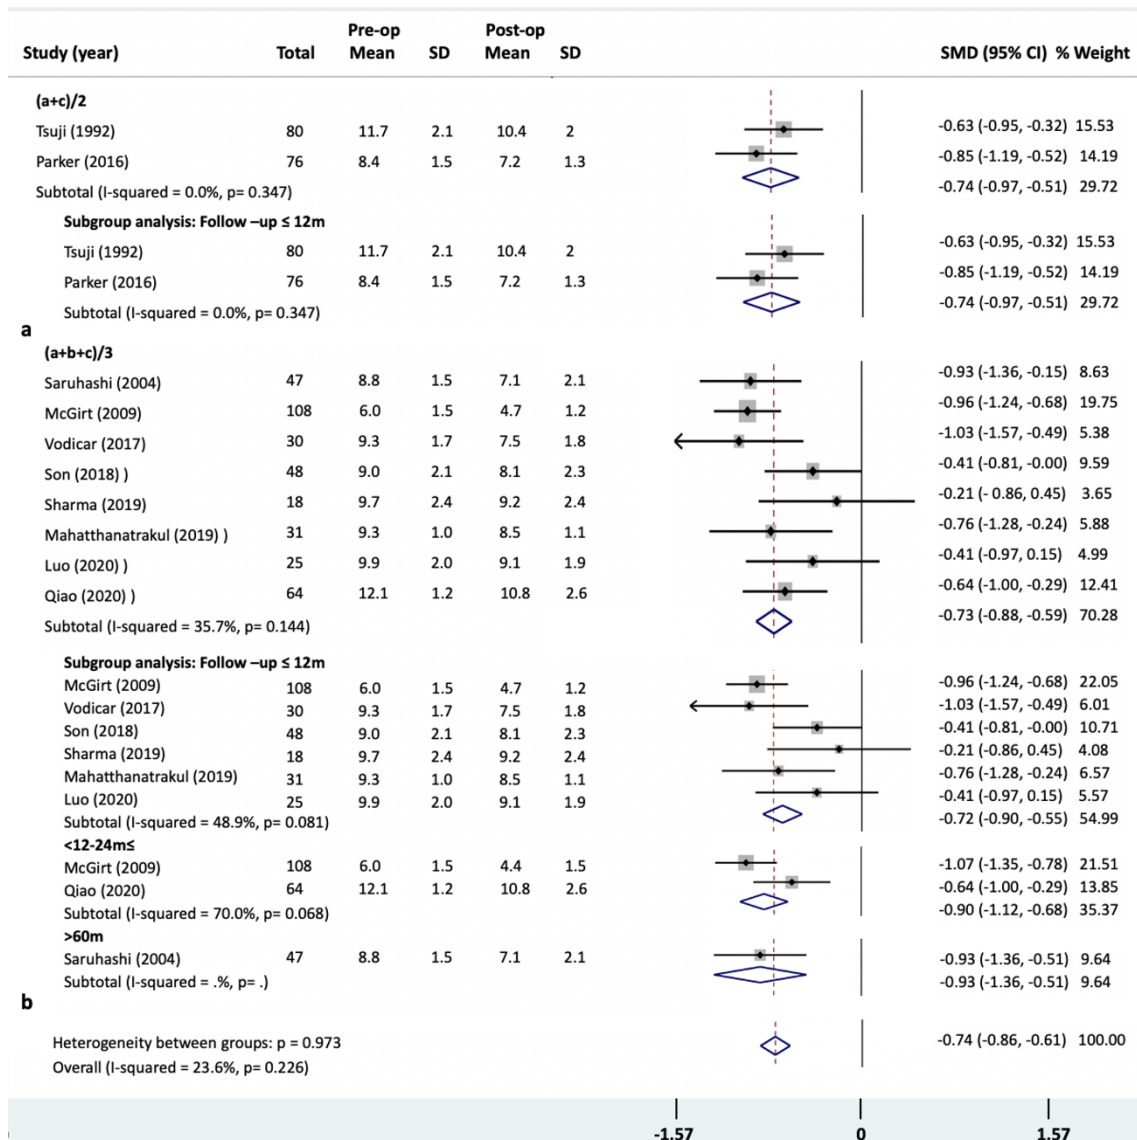 Pre-op Post-op
Study (year) Total Mean SD Mean SD SMD (95% CI) % Weight
(a+c)/2
Tsuji (1992) 80 11.7 2.1 10.4 2 -0.63 (-0.95, -0.32) 15.53
Parker (2016) 76 8.4 1.5 7.2 1.3 -0.85 (-1.19, -0.52) 14.19
Subtotal (I-squared = 0.0%, p= 0.347) -0.74 (-0.97, -0.51) 29.72
Subgroup analysis: Follow –up ≤ 12m
Tsuji (1992) 80 11.7 2.1 10.4 2 -0.63 (-0.95, -0.32) 15.53
Parker (2016) 76 8.4 1.5 7.2 1.3 -0.85 (-1.19, -0.52) 14.19
Subtotal (I-squared = 0.0%, p= 0.347) -0.74 (-0.97, -0.51) 29.72
a
(a+b+c)/3
Saruhashi (2004) 47 8.8 1.5 7.1 2.1 -0.93 (-1.36, -0.15) 8.63
McGirt (2009) 108 6.0 1.5 4.7 1.2 -0.96 (-1.24, -0.68) 19.75
Vodicar (2017) 30 9.3 1.7 7.5 1.8 -1.03 (-1.57, -0.49) 5.38
Son (2018) ) 48 9.0 2.1 8.1 2.3 -0.41 (-0.81, -0.00) 9.59
Sharma (2019) 18 9.7 2.4 9.2 2.4 -0.21 (- 0.86, 0.45) 3.65
Mahatthanatrakul (2019) ) 31 9.3 1.0 8.5 1.1 -0.76 (-1.28, -0.24) 5.88
Luo (2020) ) 25 9.9 2.0 9.1 1.9 -0.41 (-0.97, 0.15) 4.99
Qiao (2020) ) 64 12.1 1.2 10.8 2.6 -0.64 (-1.00, -0.29) 12.41
Subtotal (I-squared = 35.7%, p= 0.144) -0.73 (-0.88, -0.59) 70.28
Subgroup analysis: Follow –up ≤ 12m
McGirt (2009) 108 6.0 1.5 4.7 1.2 -0.96 (-1.24, -0.68) 22.05
Vodicar (2017) 30 9.3 1.7 7.5 1.8 -1.03 (-1.57, -0.49) 6.01
Son (2018) 48 9.0 2.1 8.1 2.3 -0.41 (-0.81, -0.00) 10.71
Sharma (2019) 18 9.7 2.4 9.2 2.4 -0.21 (-0.86, 0.45) 4.08
Mahatthanatrakul (2019) 31 9.3 1.0 8.5 1.1 -0.76 (-1.28, -0.24) 6.57
Luo (2020) 25 9.9 2.0 9.1 1.9 -0.41 (-0.97, 0.15) 5.57
Subtotal (I-squared = 48.9%, p= 0.081) -0.72 (-0.90, -0.55) 54.99
<12-24m≤
McGirt (2009) 108 6.0 1.5 4.4 1.5 -1.07 (-1.35, -0.78) 21.51
Qiao (2020) 64 12.1 1.2 10.8 2.6 -0.64 (-1.00, -0.29) 13.85
Subtotal (I-squared = 70.0%, p= 0.068) -0.90 (-1.12, -0.68) 35.37
>60m
Saruhashi (2004) 47 8.8 1.5 7.1 2.1 -0.93 (-1.36, -0.51) 9.64
Subtotal (I-squared = .%, p= .) -0.93 (-1.36, -0.51) 9.64
b
Heterogeneity between groups: p = 0.973 -0.74 (-0.86, -0.61) 100.00
Overall (I-squared = 23.6%, p= 0.226)
-1.57 0 1.57